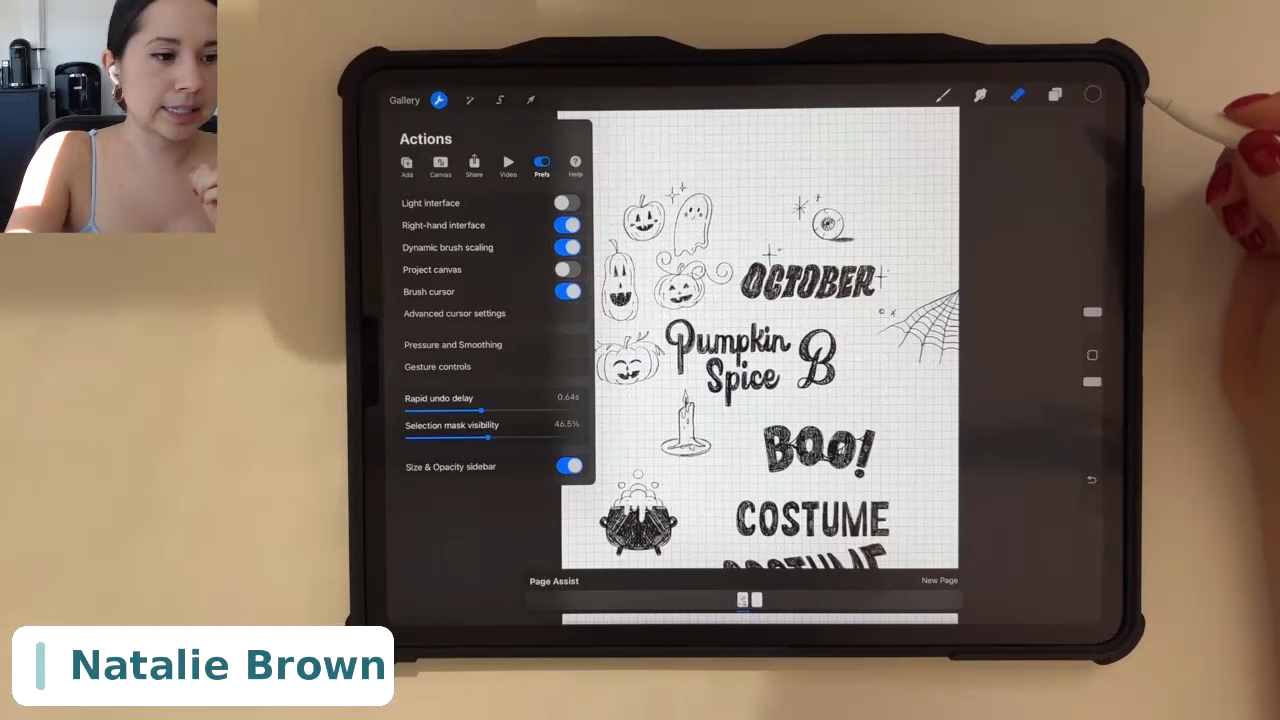 Gallery
Actions
Add Canvas Share Video Prefs Help
Light interface
Right-hand interface
Dynamic brush scaling
Project canvas
Brush cursor
Advanced cursor settings
Pressure and Smoothing
Gesture controls
Rapid undo delay 0.64s
Selection mask visibility 46.5%
Size & Opacity sidebar
OCTOBER
Pumpkin
Spice B
BOO!
COSTUME
COSTUME
Page Assist New Page
Natalie Brown